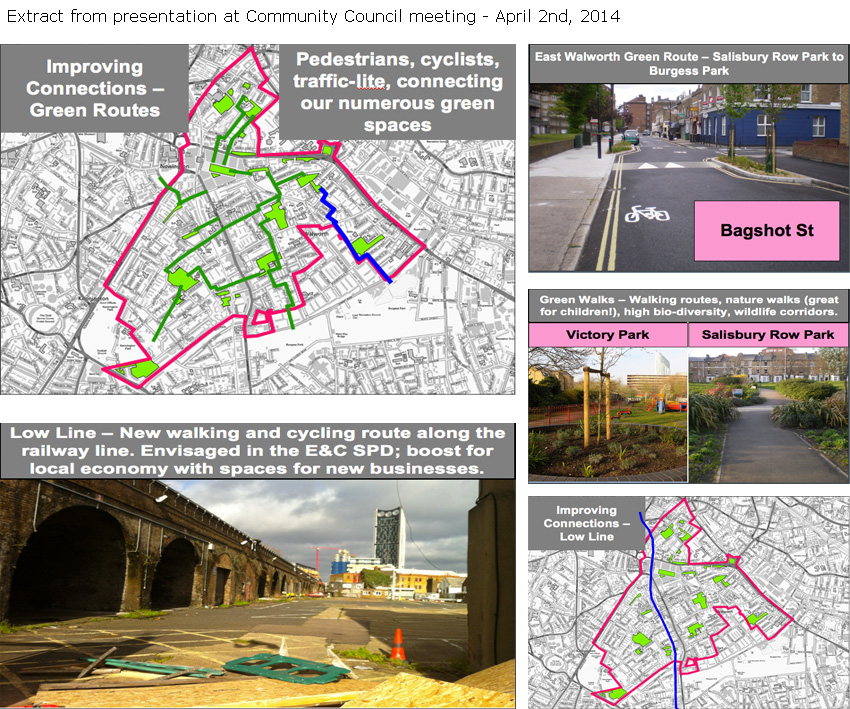 Extract from presentation at Community Council meeting - April 2nd, 2014
Improving
Connections –
Green Routes
Pedestrians, cyclists,
traffic-lite, connecting
our numerous green
spaces
Walworth
East Walworth Green Route – Salisbury Row Park to
Burgess Park
Bagshot St
Green Walks – Walking routes, nature walks (great
for children!), high bio-diversity, wildlife corridors.
Victory Park
Salisbury Row Park
Low Line – New walking and cycling route along the
railway line. Envisaged in the E&C SPD; boost for
local economy with spaces for new businesses.
Improving
Connections –
Low Line